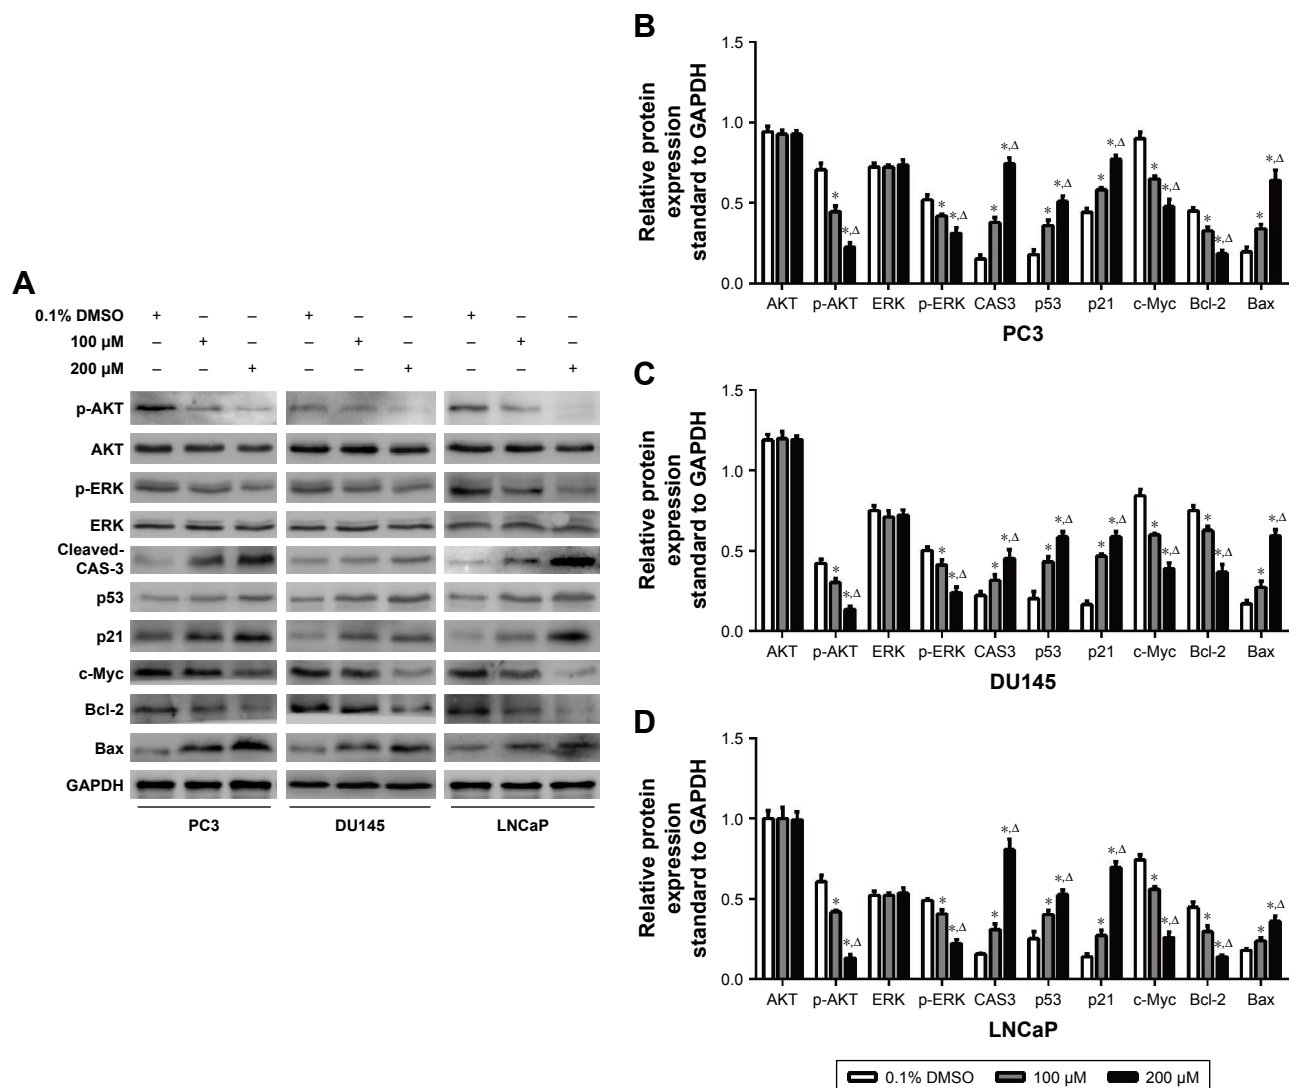 A
0.1% DMSO + – – + – – + – –
100 µM – + – – + – – + –
200 µM – – + – – + – – +
p-AKT
AKT
p-ERK
ERK
Cleaved-
CAS-3
p53
p21
c-Myc
Bcl-2
Bax
GAPDH
PC3 DU145 LNCaP
B
Relative protein
expression
standard to GAPDH
1.5
1.0
0.5
0.0
* *,Δ * *,Δ * *,Δ * *,Δ * *,Δ * *,Δ * *,Δ * *,Δ
AKT p-AKT ERK p-ERK CAS3 p53 p21 c-Myc Bcl-2 Bax
PC3
C
Relative protein
expression
standard to GAPDH
1.5
1.0
0.5
0.0
* *,Δ * *,Δ * *,Δ * *,Δ * *,Δ * *,Δ * *,Δ * *,Δ
AKT p-AKT ERK p-ERK CAS3 p53 p21 c-Myc Bcl-2 Bax
DU145
D
Relative protein
expression
standard to GAPDH
1.5
1.0
0.5
0.0
* *,Δ * *,Δ * *,Δ * *,Δ * *,Δ * *,Δ * *,Δ * *,Δ
AKT p-AKT ERK p-ERK CAS3 p53 p21 c-Myc Bcl-2 Bax
LNCaP
0.1% DMSO 100 µM 200 µM